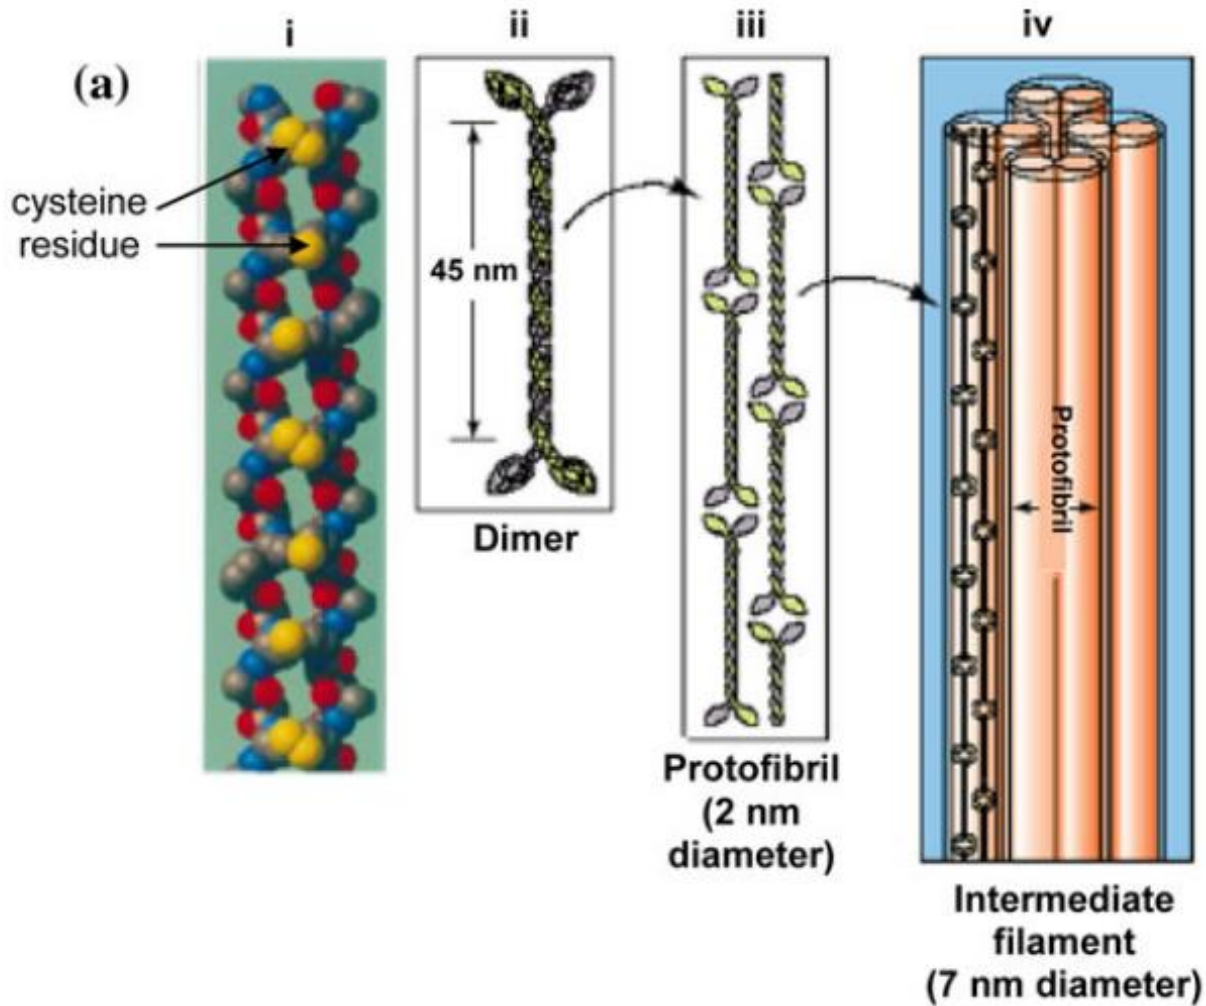 i
ii
iii
iv
(a)
cysteine
residue
45 nm
Dimer
Protofibril
(2 nm
diameter)
Protofibril
Intermediate
filament
(7 nm diameter)